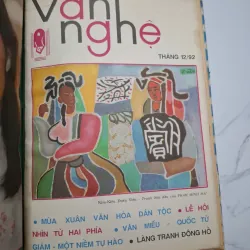 văn
nghệ
THÁNG 12/92
• MÙA XUÂN VĂN HÓA DÂN TỘC • LỄ HỘI
NHÌN TỪ HAI PHÍA • VĂN MIẾU - QUỐC TỬ
GIÁM - MỘT NIỀM TỰ HÀO • LÀNG TRANH ĐÔNG HỒ